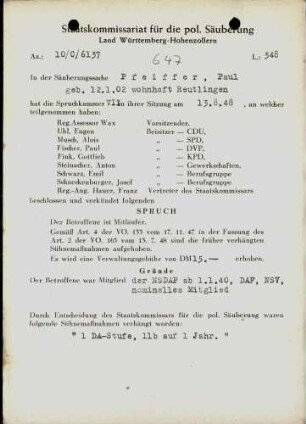 Staatskommissariat für die pol. Säuberung
Land Württemberg-Hohenzollern
Az.: 10/C/6137
647
L.: 548
In der Säuberungssache Pfeiffer, Paul
geb. 12.1.02 wohnhaft Reutlingen
hat die Spruchkammer VII in ihrer Sitzung am 13.8.48 , an welcher
teilgenommen haben:
Reg.Assessor Wax Vorsitzender,
Uhl, Eugen Beisitzer — CDU,
Musch, Alois „ — SPD,
Fischer, Paul „ — DVP,
Fink, Gottlieb „ — KPD,
Steinacher, Anton „ — Gewerkschaften,
Schwarz, Emil „ — Berufsgruppe
Schneckenburger, Josef „ — Berufsgruppe
Reg.-Ang. Hauer, Franz Vertreter des Staatskommissars
beschlossen und verkündet folgenden
SPRUCH
Der Betroffene ist Mitläufer.
Gemäß Art. 4 der VO. 133 vom 17. 11. 47 in der Fassung des
Art. 2 der VO. 165 vom 13. 7. 48 sind die früher verhängten
Sühnemaßnahmen aufgehoben.
Es wird eine Verwaltungsgebühr von DM 15.— erhoben.
Gründe
Der Betroffene war Mitglied der NSDAP ab 1.1.40, DAF, NSV,
nominelles Mitglied
Durch Entscheidung des Staatskommissars für die pol. Säuberung waren
folgende Sühnemaßnahmen verhängt worden:
" 1 DA-Stufe, 11b auf 1 Jahr. "